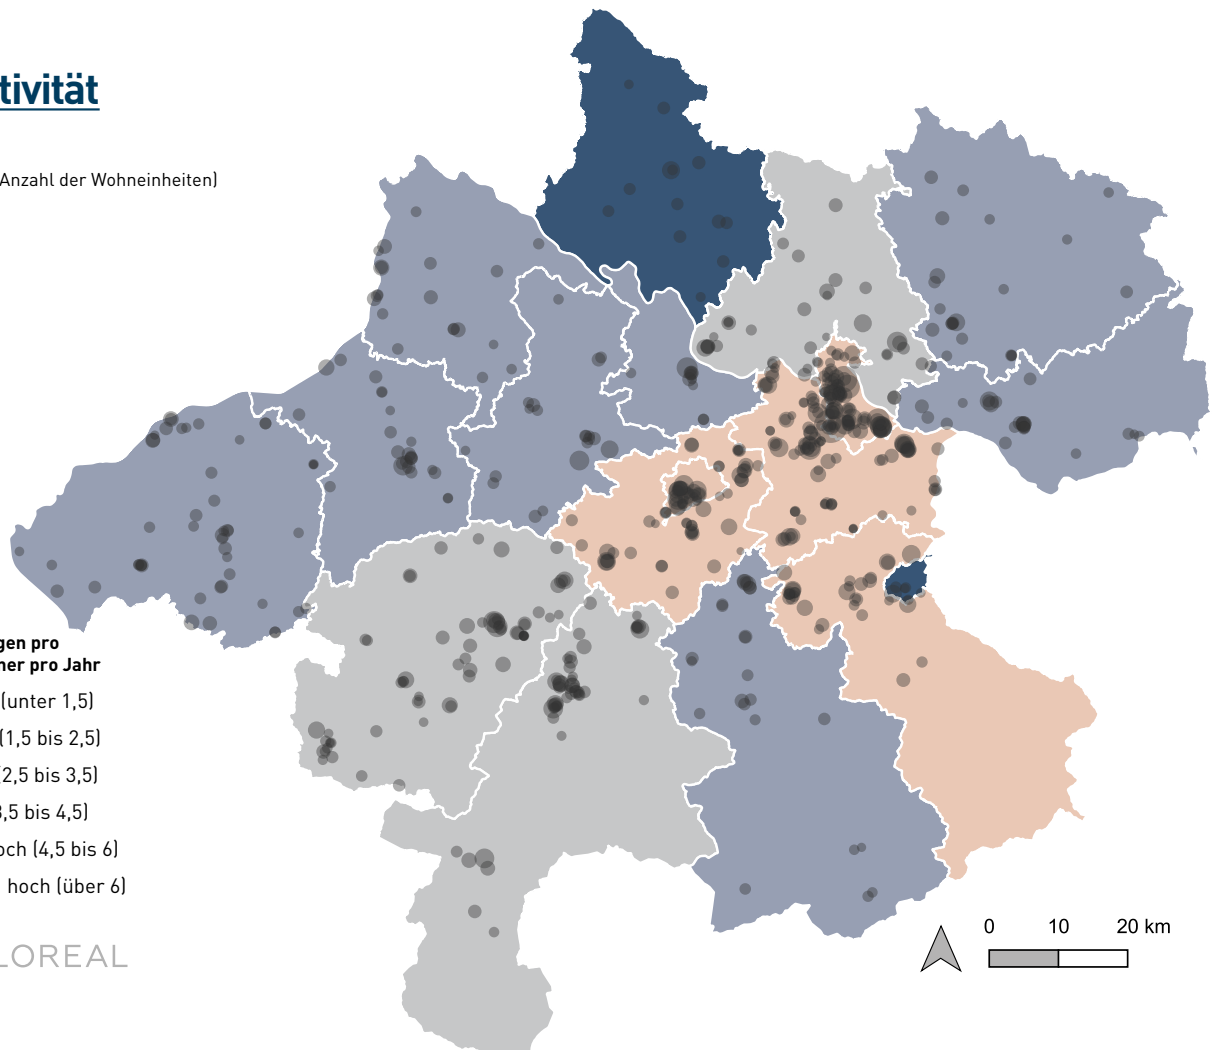 tivität
Anzahl der Wohneinheiten)
gen pro
ner pro Jahr
(unter 1,5)
(1,5 bis 2,5)
(2,5 bis 3,5)
3,5 bis 4,5)
och (4,5 bis 6)
hoch (über 6)
LOREAL
0 10 20 km